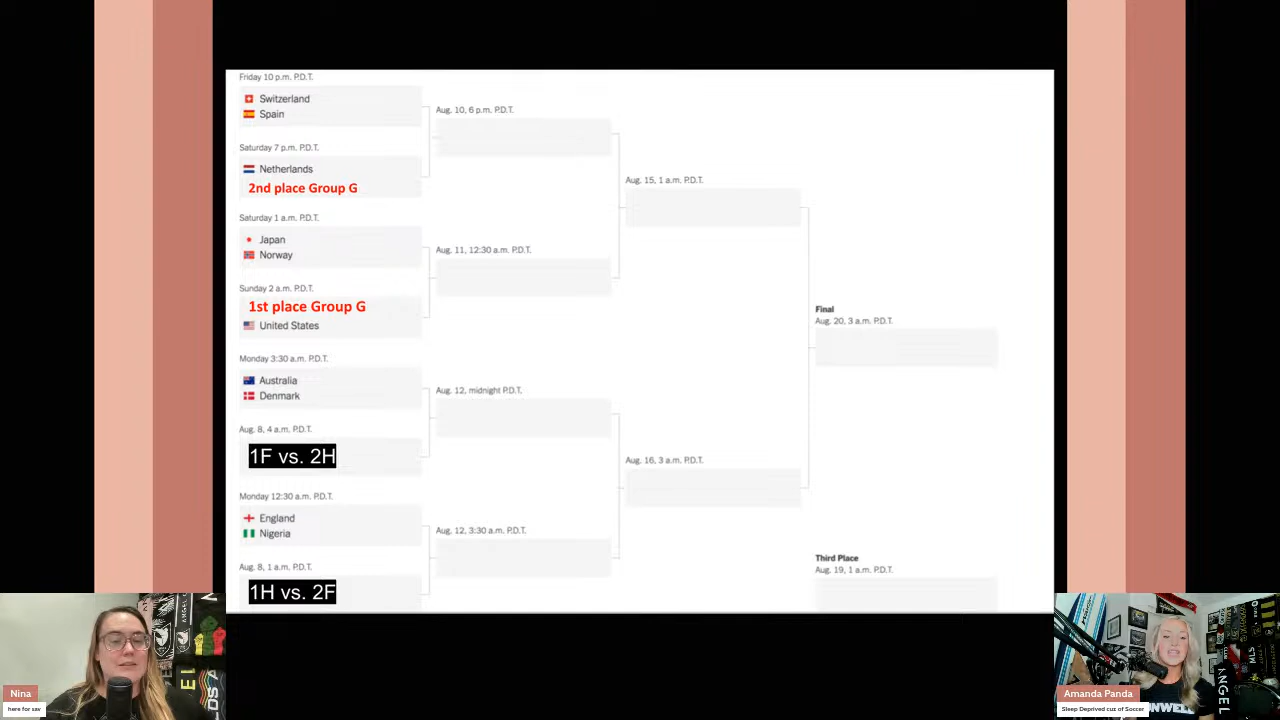 Friday 10 p.m. P.D.T.
Switzerland
Spain
Saturday 7 p.m. P.D.T.
Netherlands
2nd place Group G
Saturday 1 a.m. P.D.T.
Japan
Norway
Sunday 2 a.m. P.D.T.
1st place Group G
United States
Monday 3:30 a.m. P.D.T.
Australia
Denmark
Aug. 8, 4 a.m. P.D.T.
1F vs. 2H
Monday 12:30 a.m. P.D.T.
England
Nigeria
Aug. 8, 1 a.m. P.D.T.
1H vs. 2F
Aug. 10, 6 p.m. P.D.T.
Aug. 11, 12:30 a.m. P.D.T.
Aug. 12, midnight P.D.T.
Aug. 12, 3:30 a.m. P.D.T.
Aug. 15, 1 a.m. P.D.T.
Aug. 16, 3 a.m. P.D.T.
Final
Aug. 20, 3 a.m. P.D.T.
Third Place
Aug. 19, 1 a.m. P.D.T.
Nina
here for sav
Amanda Panda
Sleep Deprived cuz of Soccer
ANGEL
MLS